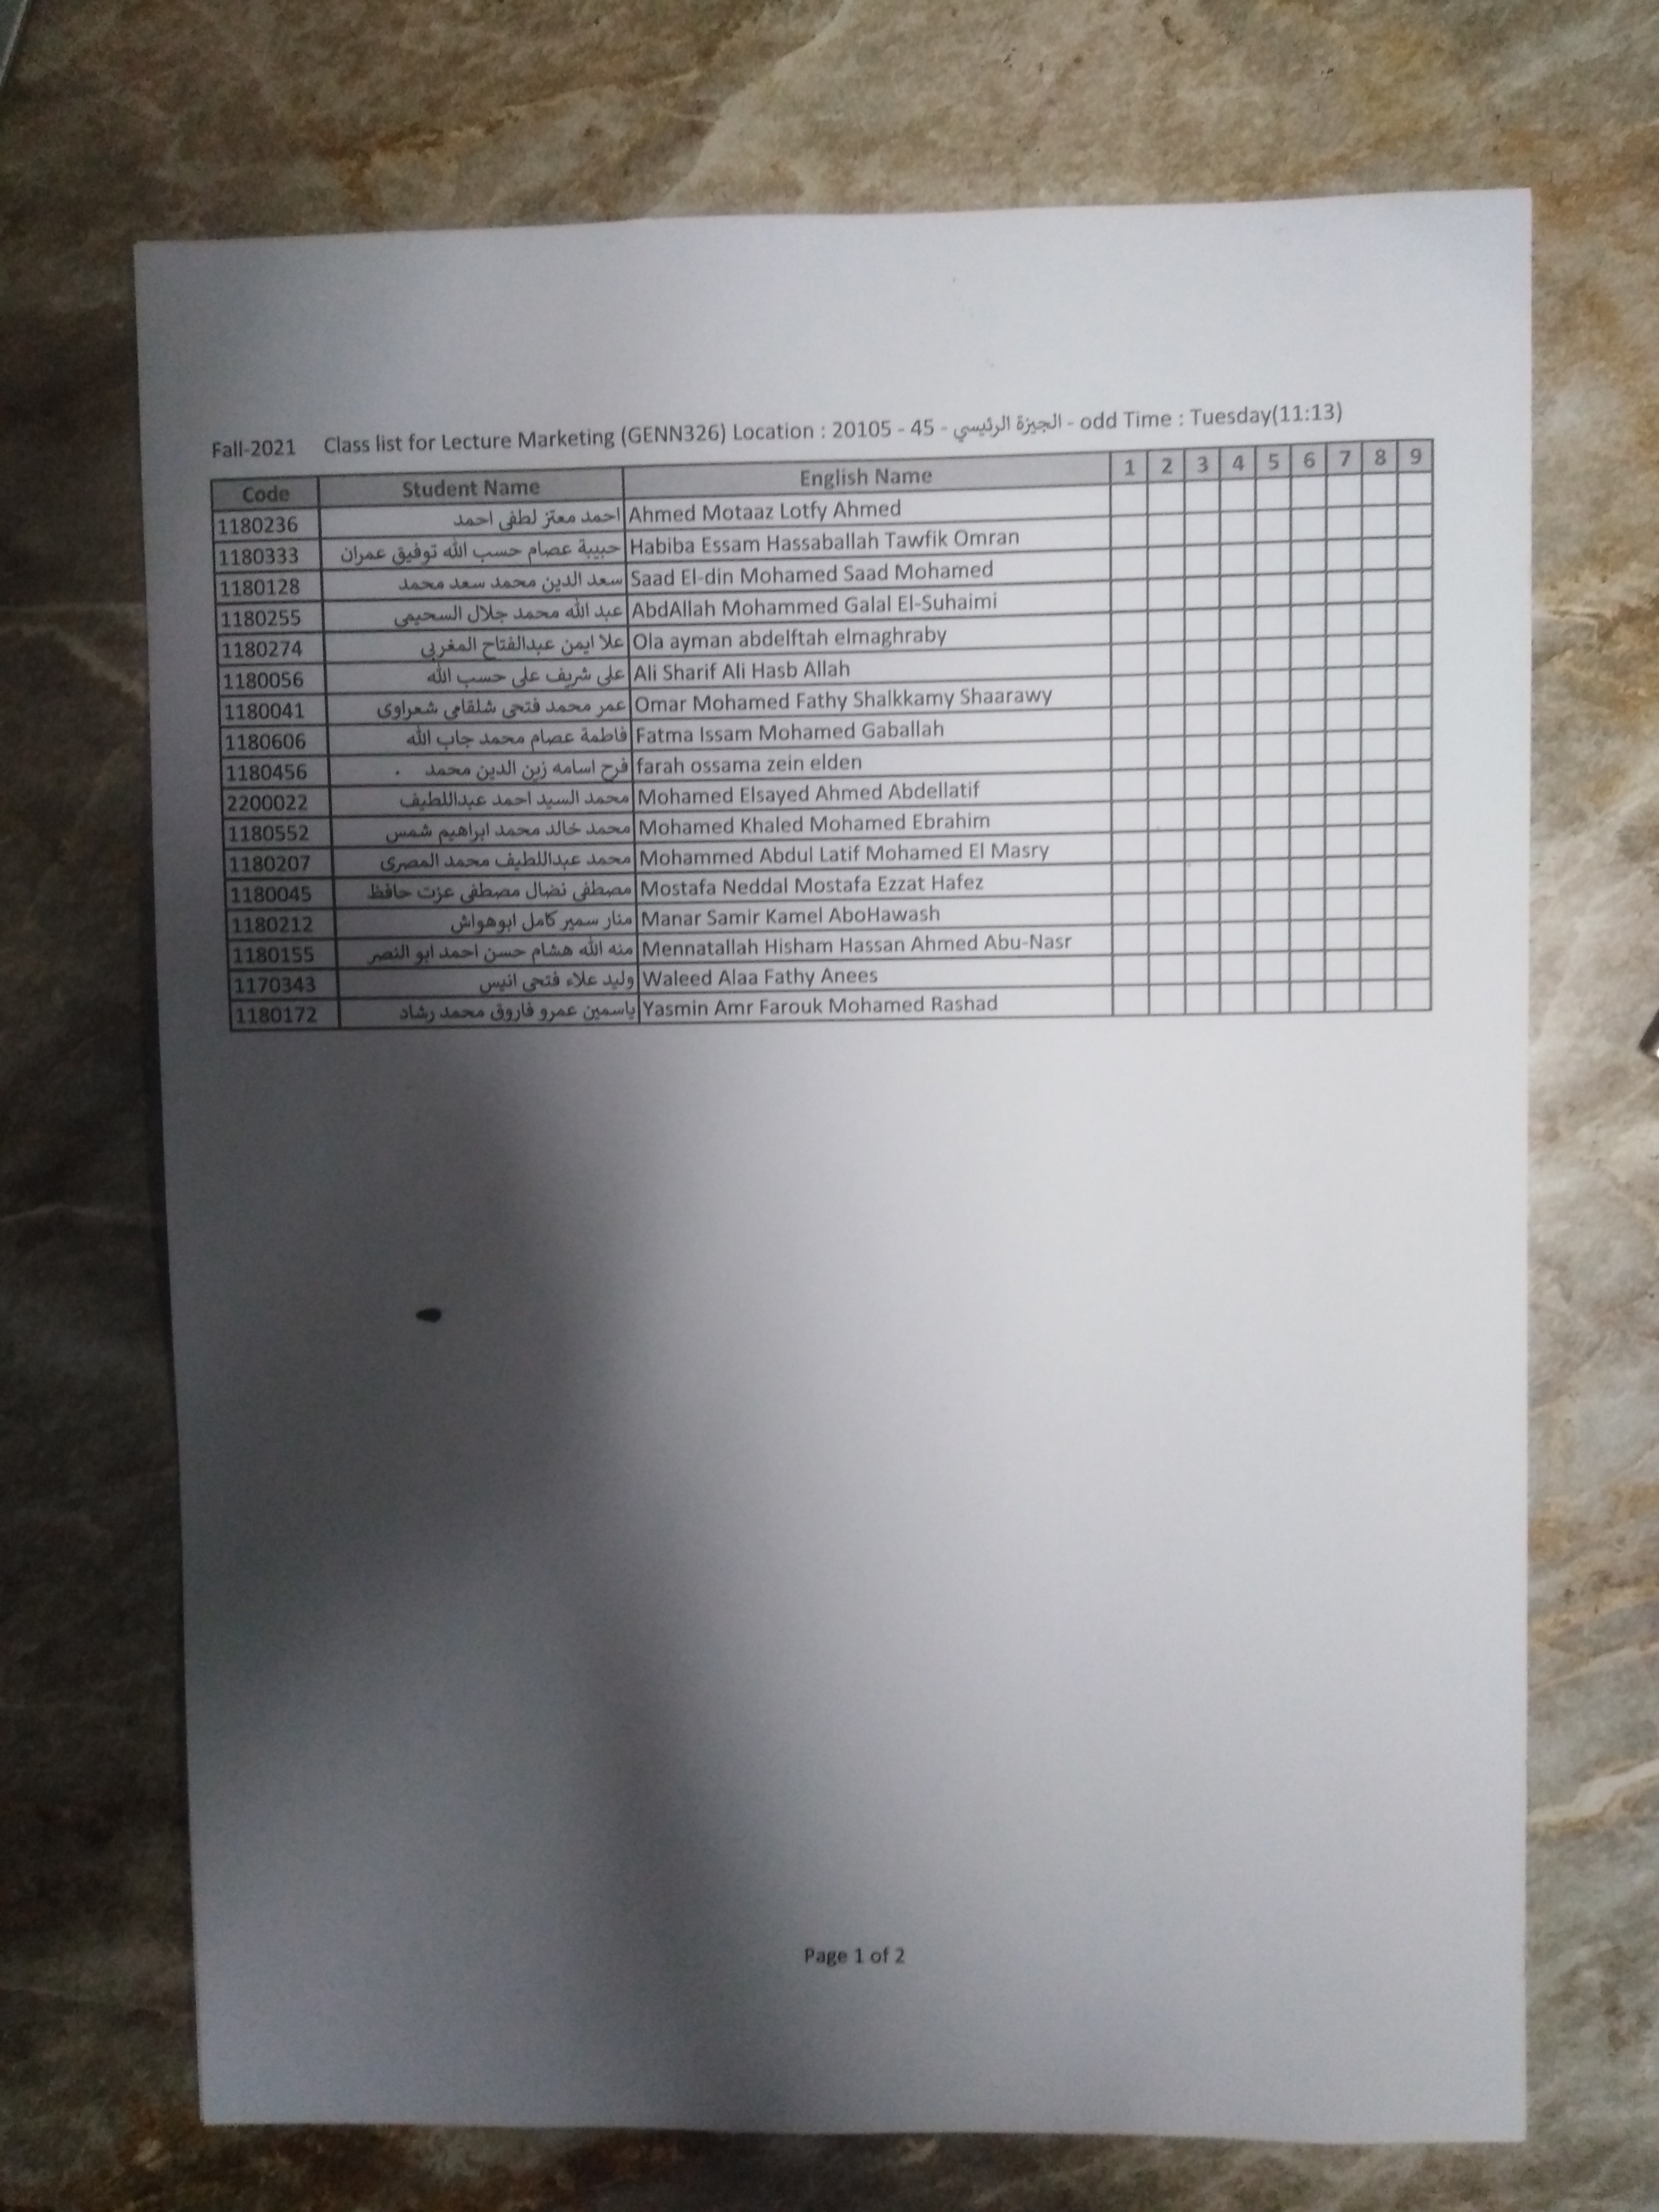 Fall-2021 Class list for Lecture Marketing (GENN326) Location : 20105 - 45 - الجيزة الرئيسي - odd Time : Tuesday(11:13)
Code Student Name English Name 1 2 3 4 5 6 7 8 9
1180236 احمد معتز لطفى احمد Ahmed Motaaz Lotfy Ahmed
1180333 حبيبة عصام حسب الله توفيق عمران Habiba Essam Hassaballah Tawfik Omran
1180128 سعد الدين محمد سعد محمد Saad El-din Mohamed Saad Mohamed
1180255 عبد الله محمد جلال السحيمى AbdAllah Mohammed Galal El-Suhaimi
1180274 علا ايمن عبدالفتاح المغربي Ola ayman abdelftah elmaghraby
1180056 على شريف على حسب الله Ali Sharif Ali Hasb Allah
1180041 عمر محمد فتحى شلقامي شعراوى Omar Mohamed Fathy Shalkkamy Shaarawy
1180606 فاطمة عصام محمد جاب الله Fatma Issam Mohamed Gaballah
1180456 فرح اسامه زين الدين محمد . farah ossama zein elden
2200022 محمد السيد احمد عبداللطيف Mohamed Elsayed Ahmed Abdellatif
1180552 محمد خالد محمد ابراهيم شمس Mohamed Khaled Mohamed Ebrahim
1180207 محمد عبداللطيف محمد المصرى Mohammed Abdul Latif Mohamed El Masry
1180045 مصطفى نضال مصطفى عزت حافظ Mostafa Neddal Mostafa Ezzat Hafez
1180212 منار سمير كامل ابوهواش Manar Samir Kamel AboHawash
1180155 منه الله هشام حسن احمد ابو النصر Mennatallah Hisham Hassan Ahmed Abu-Nasr
1170343 وليد علاء فتحى انيس Waleed Alaa Fathy Anees
1180172 ياسمين عمرو فاروق محمد رشاد Yasmin Amr Farouk Mohamed Rashad
Page 1 of 2